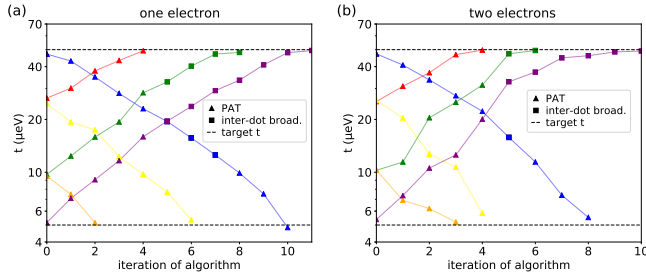 (a) one electron
70
40
20
10
6
4
t (μeV)
PAT
inter-dot broad.
target t
0 2 4 6 8 10
iteration of algorithm
(b) two electrons
70
40
20
10
6
4
t (μeV)
PAT
inter-dot broad.
target t
0 2 4 6 8 10
iteration of algorithm